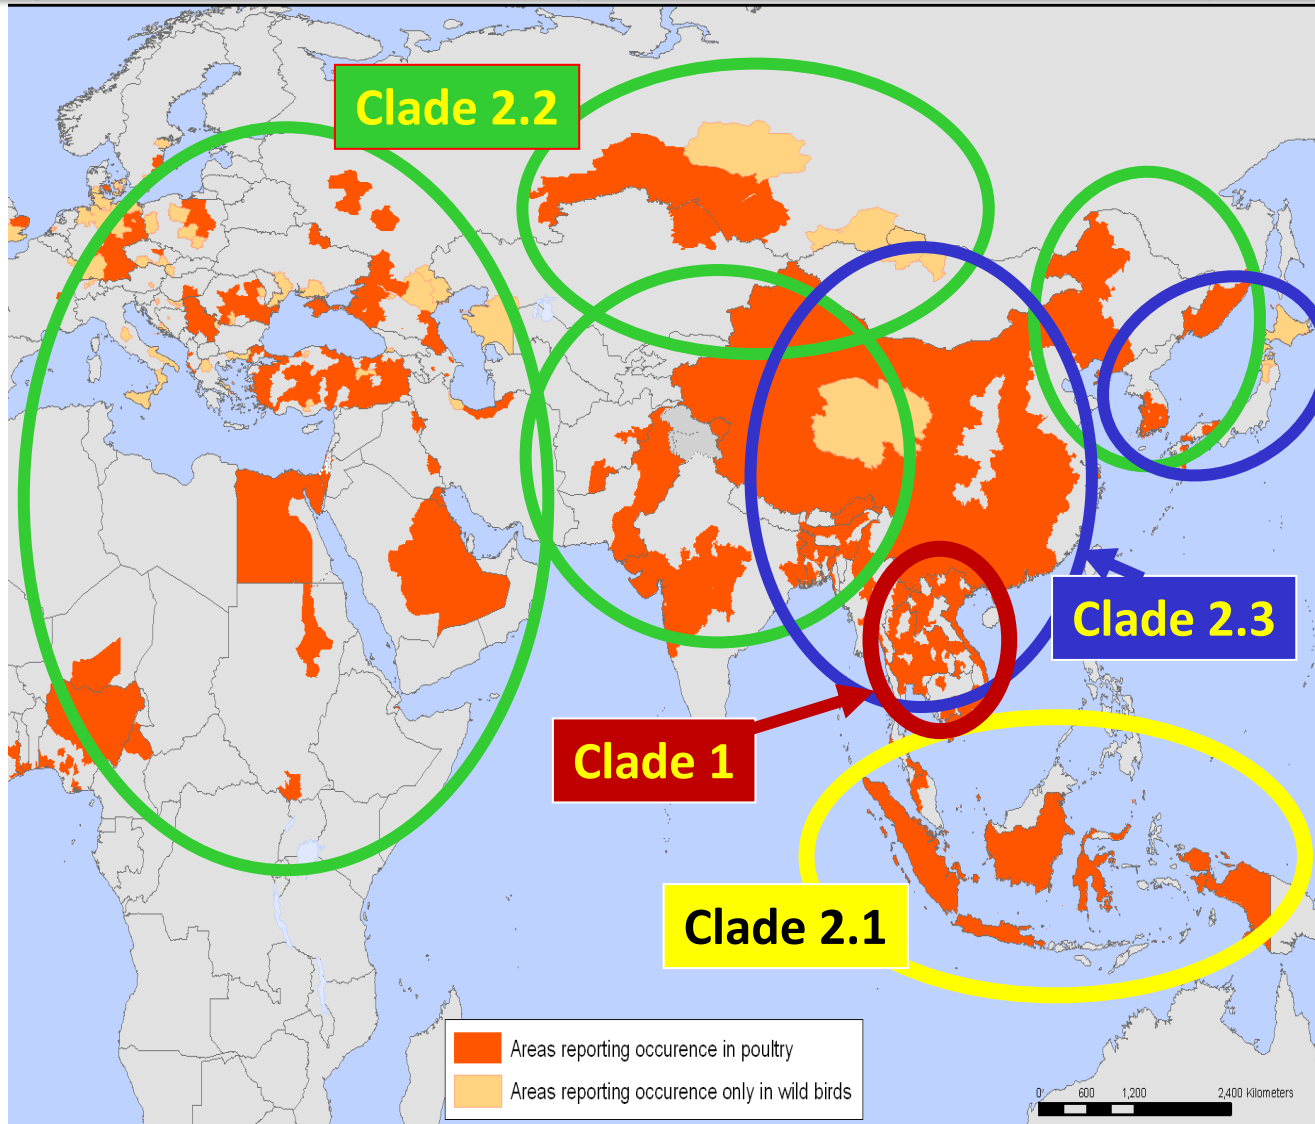 Clade 2.2
Clade 2.3
Clade 1
Clade 2.1
Areas reporting occurence in poultry
Areas reporting occurence only in wild birds
0 600 1,200 2,400 Kilometers